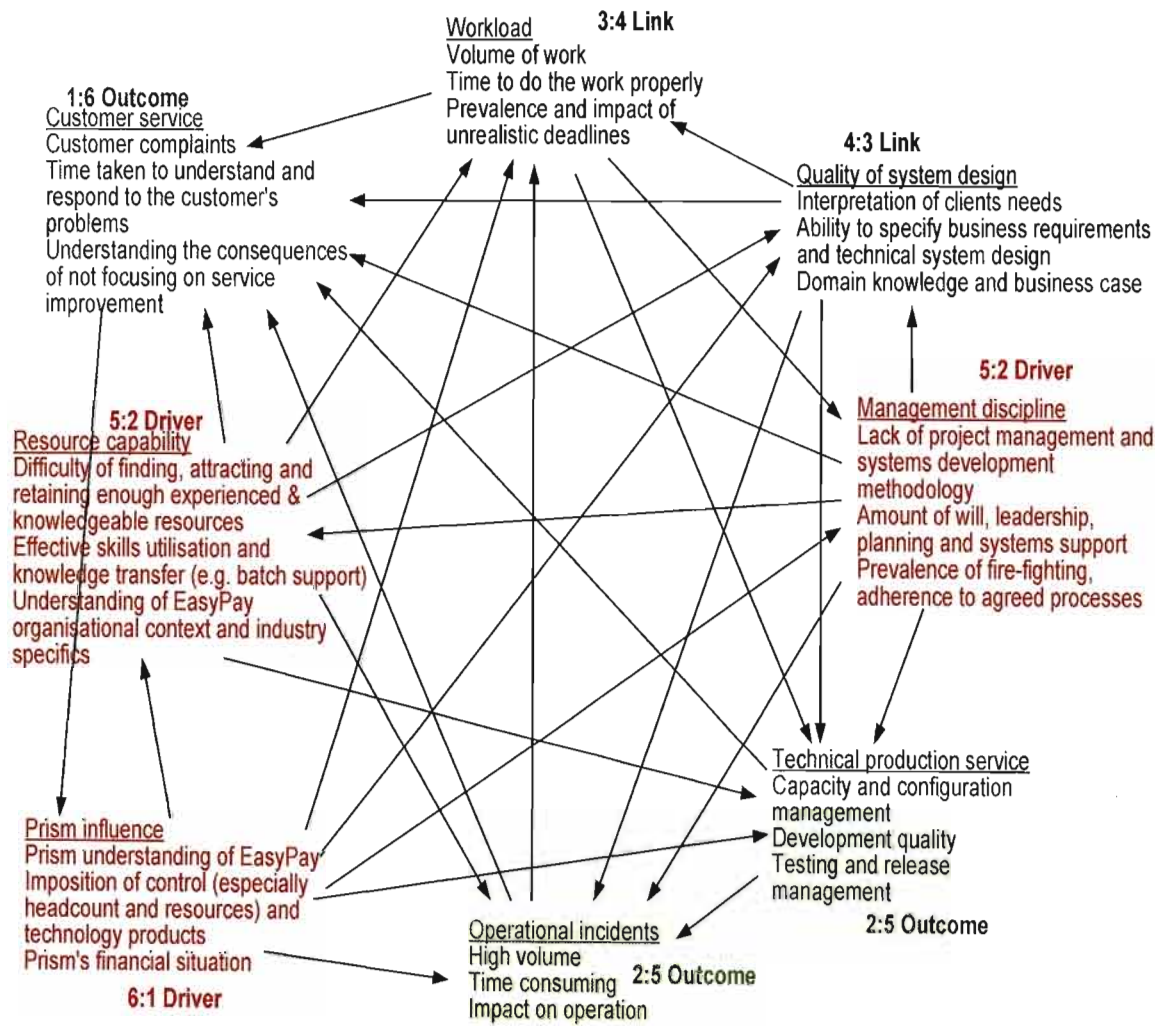 Workload
3:4 Link
Volume of work
Time to do the work properly
Prevalence and impact of
unrealistic deadlines
1:6 Outcome
Customer service
Customer complaints
Time taken to understand and
respond to the customer's
problems
Understanding the consequences
of not focusing on service
improvement
4:3 Link
Quality of system design
Interpretation of clients needs
Ability to specify business requirements
and technical system design
Domain knowledge and business case
5:2 Driver
Management discipline
Lack of project management and
systems development
methodology
Amount of will, leadership,
planning and systems support
Prevalence of fire-fighting,
adherence to agreed processes
5:2 Driver
Resource capability
Difficulty of finding, attracting and
retaining enough experienced &
knowledgeable resources
Effective skills utilisation and
knowledge transfer (e.g. batch support)
Understanding of EasyPay
organisational context and industry
specifics
Technical production service
Capacity and configuration
management
Development quality
Testing and release
management
2:5 Outcome
Prism influence
Prism understanding of EasyPay
Imposition of control (especially
headcount and resources) and
technology products
Prism's financial situation
6:1 Driver
Operational incidents
High volume
Time consuming
2:5 Outcome
Impact on operation